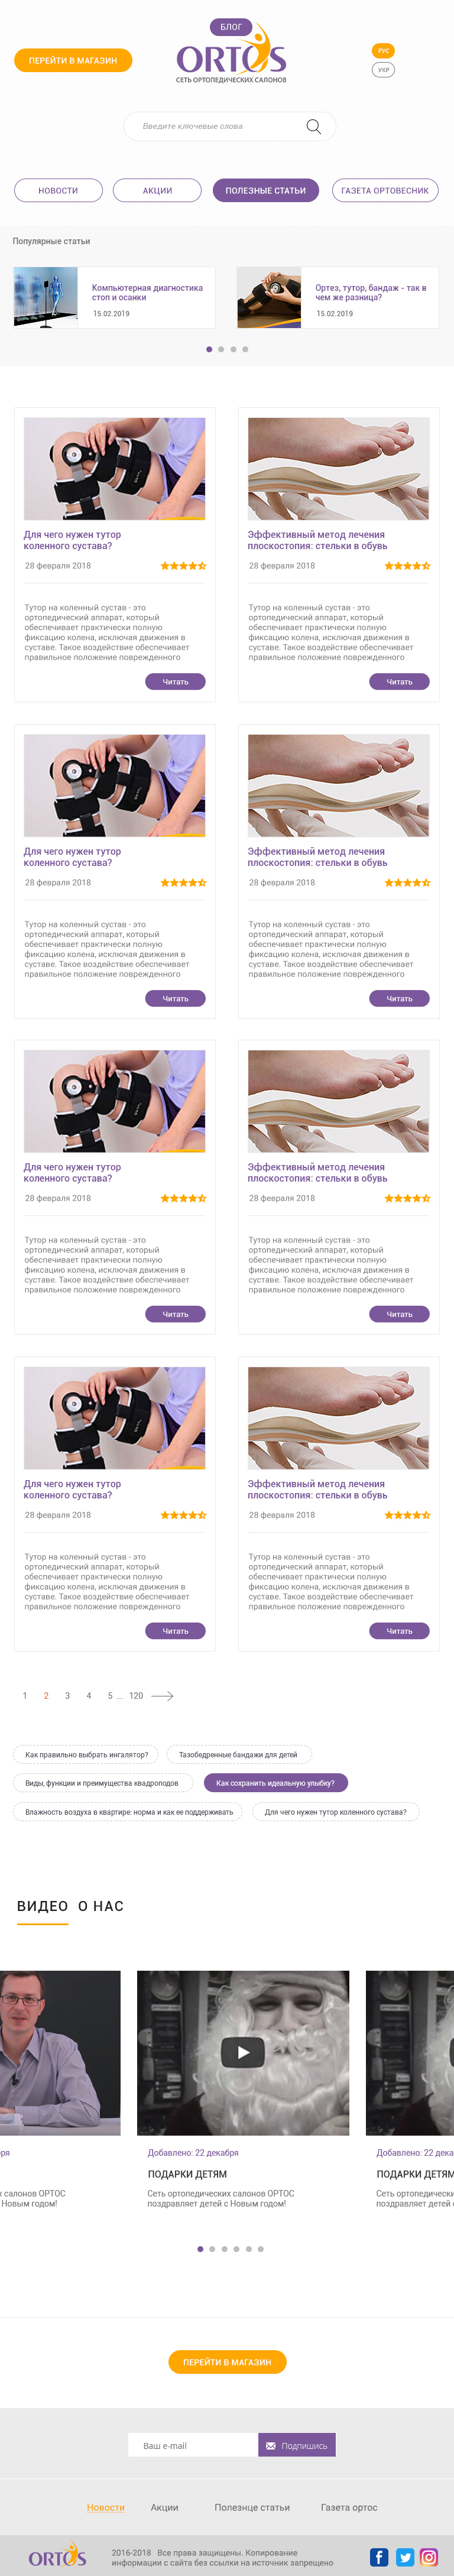 БЛОГ
ПЕРЕЙТИ В МАГАЗИН
ORTOS
СЕТЬ ОРТОПЕДИЧЕСКИХ САЛОНОВ
РУС
УКР
Введите ключевые слова
НОВОСТИ
АКЦИИ
ПОЛЕЗНЫЕ СТАТЬИ
ГАЗЕТА ОРТОВЕСНИК
Популярные статьи
Компьютерная диагностика
стоп и осанки
15.02.2019
Ортез, тутор, бандаж - так в
чем же разница?
15.02.2019
Для чего нужен тутор
коленного сустава?
28 февраля 2018
Тутор на коленный сустав - это
ортопедический аппарат, который
обеспечивает практически полную
фиксацию колена, исключая движения в
суставе. Такое воздействие обеспечивает
правильное положение поврежденного
Читать
Эффективный метод лечения
плоскостопия: стельки в обувь
28 февраля 2018
Тутор на коленный сустав - это
ортопедический аппарат, который
обеспечивает практически полную
фиксацию колена, исключая движения в
суставе. Такое воздействие обеспечивает
правильное положение поврежденного
Читать
Для чего нужен тутор
коленного сустава?
28 февраля 2018
Тутор на коленный сустав - это
ортопедический аппарат, который
обеспечивает практически полную
фиксацию колена, исключая движения в
суставе. Такое воздействие обеспечивает
правильное положение поврежденного
Читать
Эффективный метод лечения
плоскостопия: стельки в обувь
28 февраля 2018
Тутор на коленный сустав - это
ортопедический аппарат, который
обеспечивает практически полную
фиксацию колена, исключая движения в
суставе. Такое воздействие обеспечивает
правильное положение поврежденного
Читать
Для чего нужен тутор
коленного сустава?
28 февраля 2018
Тутор на коленный сустав - это
ортопедический аппарат, который
обеспечивает практически полную
фиксацию колена, исключая движения в
суставе. Такое воздействие обеспечивает
правильное положение поврежденного
Читать
Эффективный метод лечения
плоскостопия: стельки в обувь
28 февраля 2018
Тутор на коленный сустав - это
ортопедический аппарат, который
обеспечивает практически полную
фиксацию колена, исключая движения в
суставе. Такое воздействие обеспечивает
правильное положение поврежденного
Читать
Для чего нужен тутор
коленного сустава?
28 февраля 2018
Тутор на коленный сустав - это
ортопедический аппарат, который
обеспечивает практически полную
фиксацию колена, исключая движения в
суставе. Такое воздействие обеспечивает
правильное положение поврежденного
Читать
Эффективный метод лечения
плоскостопия: стельки в обувь
28 февраля 2018
Тутор на коленный сустав - это
ортопедический аппарат, который
обеспечивает практически полную
фиксацию колена, исключая движения в
суставе. Такое воздействие обеспечивает
правильное положение поврежденного
Читать
1 2 3 4 5 ... 120
Как правильно выбрать ингалятор?
Тазобедренные бандажи для детей
Виды, функции и преимущества квадроподов
Как сохранить идеальную улыбку?
Влажность воздуха в квартире: норма и как ее поддерживать
Для чего нужен тутор коленного сустава?
ВИДЕО О НАС
ря
х салонов ОРТОС
Новым годом!
Добавлено: 22 декабря
ПОДАРКИ ДЕТЯМ
Сеть ортопедических салонов ОРТОС
поздравляет детей с Новым годом!
Добавлено: 22 дека
ПОДАРКИ ДЕТЯМ
Сеть ортопедически
поздравляет детей с
ПЕРЕЙТИ В МАГАЗИН
Ваш e-mail
Подпишись
Новости
Акции
Полезнце статьи
Газета ортос
ORTOS
2016-2018 Все права защищены. Копирование
информации с сайта без ссылки на источник запрещено